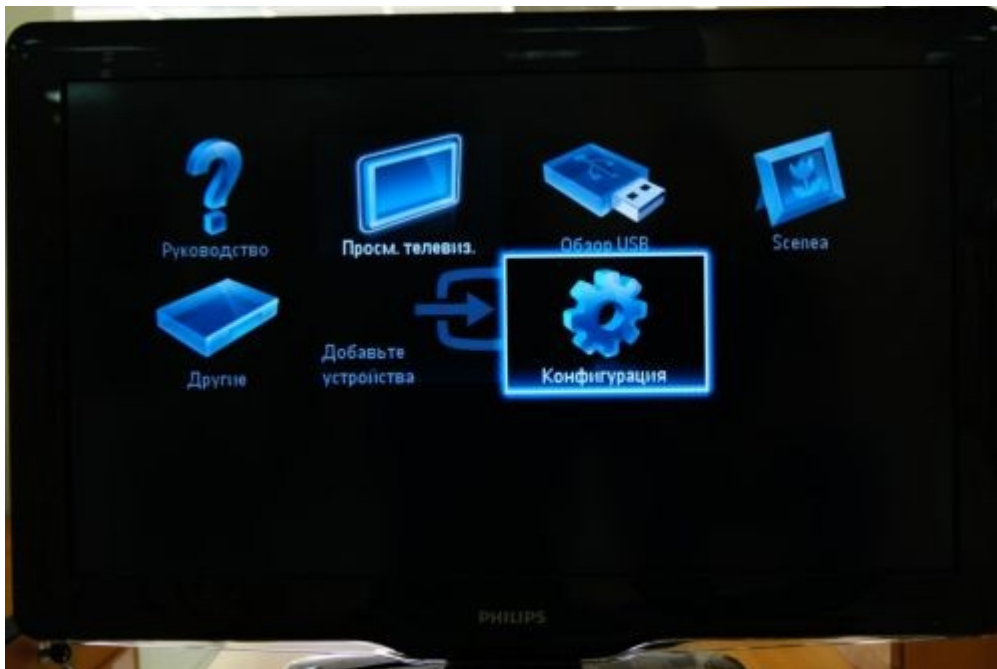 Руководство
Просм. телевиз.
Обзор USB
Scenea
Другие
Добавьте
устройства
Конфигурация
PHILIPS